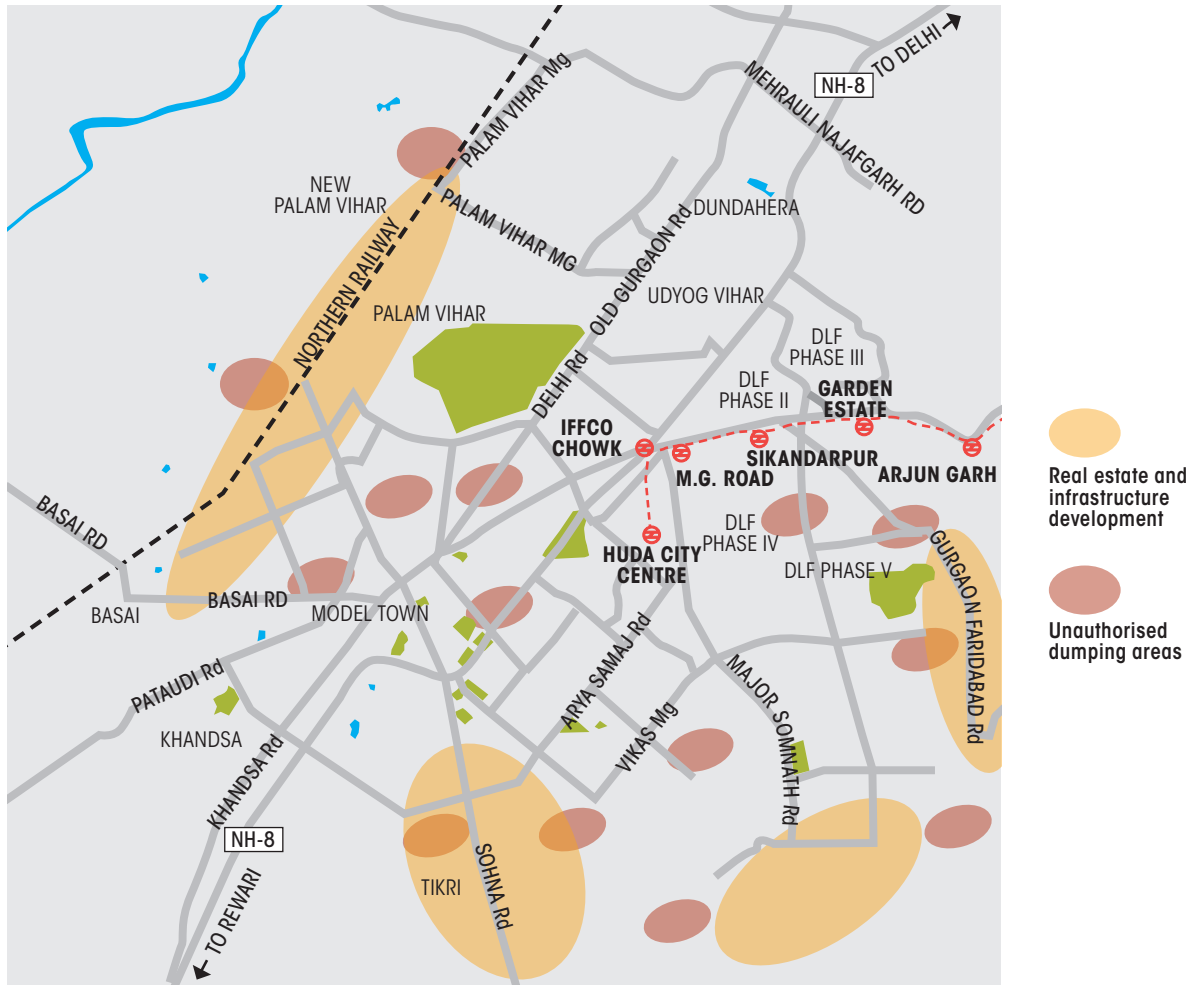 TO DELHI
NH-8
PALAM VIHAR Mg
MEHRAULI NAJAFGARH RD
NEW
PALAM VIHAR
PALAM VIHAR MG
DUNDAHERA
NORTHERN RAILWAY
OLD GURGAON Rd
UDYOG VIHAR
PALAM VIHAR
DLF
PHASE III
DELHI Rd
DLF
PHASE II
GARDEN
ESTATE
IFFCO
CHOWK
M.G. ROAD
SIKANDARPUR
ARJUN GARH
Real estate and
infrastructure
development
BASAI RD
DLF
PHASE IV
HUDA CITY
CENTRE
DLF PHASE V
GURGAON FARIDABAD Rd
BASAI
BASAI RD
MODEL TOWN
Unauthorised
dumping areas
PATAUDI Rd
ARYA SAMAJ Rd
MAJOR SOMNATH Rd
KHANDSA
VIKAS Mg
KHANDSA Rd
NH-8
SOHNA Rd
TIKRI
TO REWARI